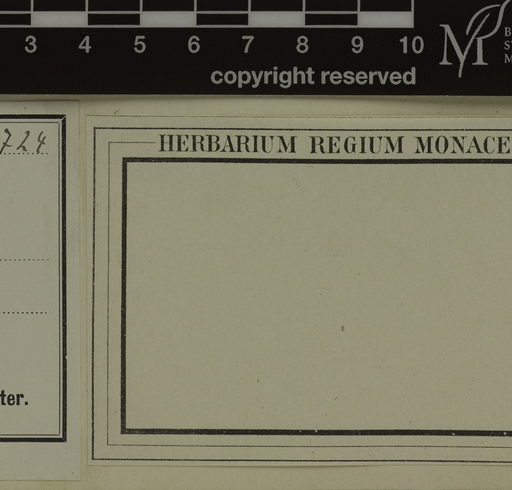 3 4 5 6 7 8 9 10
copyright reserved
M
B
S
M
724
HERBARIUM REGIUM MONACE
ter.